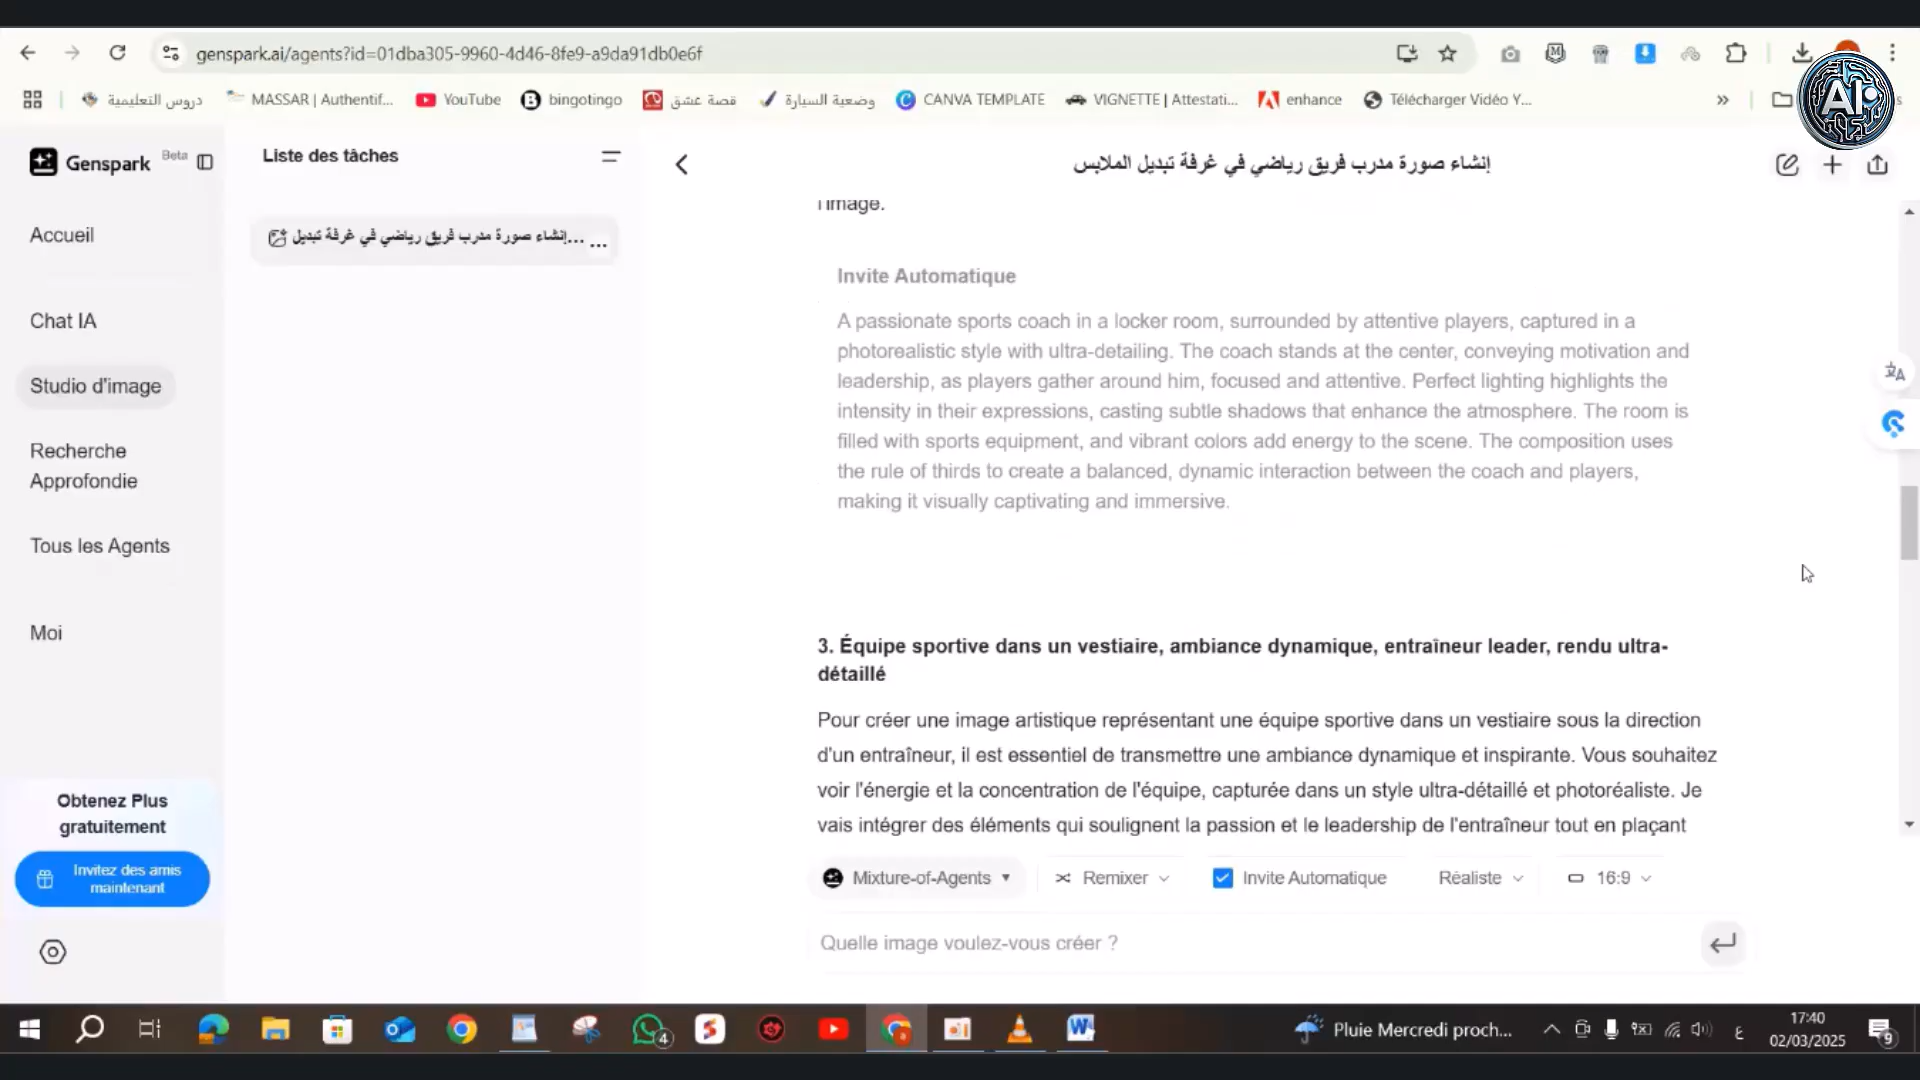 genspark.ai/agents?id=01dba305-9960-4d46-8fe9-a9da91db0e6f
دروس التعليمية
MASSAR | Authentif...
YouTube
bingotingo
قصة عشق
وضعية السيارة
CANVA TEMPLATE
VIGNETTE | Attestati...
enhance
Télécharger Vidéo Y...
»
AI
Genspark
Beta
Accueil
Chat IA
Studio d'image
Recherche
Approfondie
Tous les Agents
Moi
Obtenez Plus
gratuitement
Invitez des amis
maintenant
Liste des tâches
إنشاء صورة مدرب فريق رياضي في غرفة تبديل...
...
إنشاء صورة مدرب فريق رياضي في غرفة تبديل الملابس
l'image.
Invite Automatique
A passionate sports coach in a locker room, surrounded by attentive players, captured in a
photorealistic style with ultra-detailing. The coach stands at the center, conveying motivation and
leadership, as players gather around him, focused and attentive. Perfect lighting highlights the
intensity in their expressions, casting subtle shadows that enhance the atmosphere. The room is
filled with sports equipment, and vibrant colors add energy to the scene. The composition uses
the rule of thirds to create a balanced, dynamic interaction between the coach and players,
making it visually captivating and immersive.
3. Équipe sportive dans un vestiaire, ambiance dynamique, entraîneur leader, rendu ultra-
détaillé
Pour créer une image artistique représentant une équipe sportive dans un vestiaire sous la direction
d'un entraîneur, il est essentiel de transmettre une ambiance dynamique et inspirante. Vous souhaitez
voir l'énergie et la concentration de l'équipe, capturée dans un style ultra-détaillé et photoréaliste. Je
vais intégrer des éléments qui soulignent la passion et le leadership de l'entraîneur tout en plaçant
Mixture-of-Agents
Remixer
Invite Automatique
Réaliste
16:9
Quelle image voulez-vous créer ?
4
Pluie Mercredi proch...
ع
17:40
02/03/2025
9